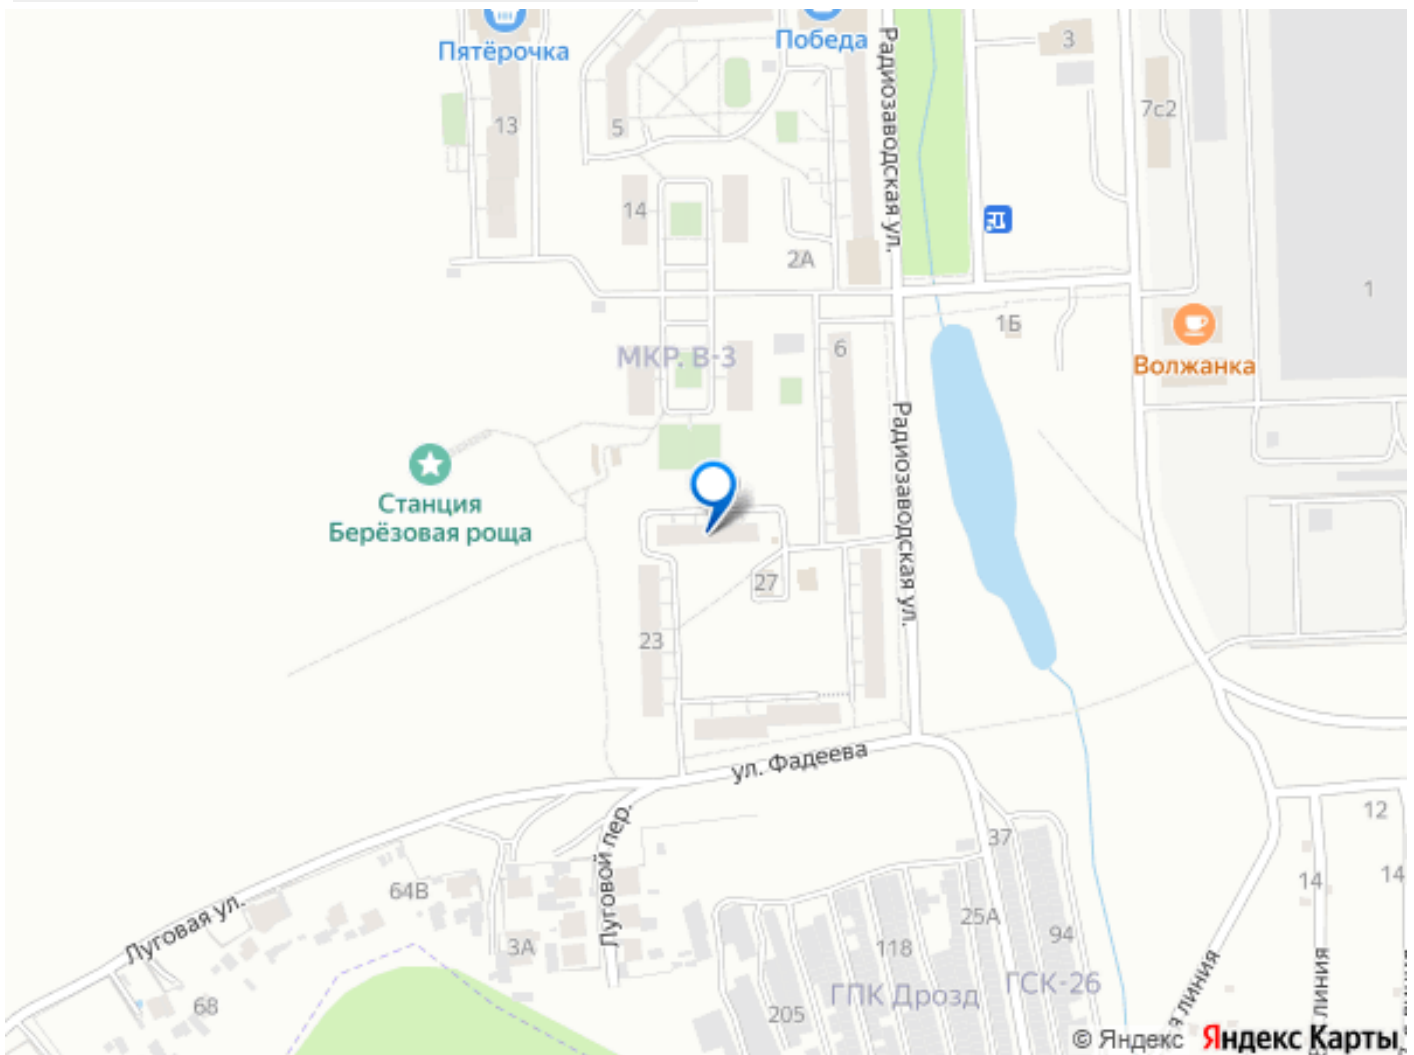 Пятёрочка
Победа
Радиозаводская ул.
3
7с2
13
5
14
2А
1
1Б
Волжанка
МКР. В-3
6
Радиозаводская ул.
Станция
Берёзовая роща
27
23
ул. Фадеева
Луговой пер.
37
12
14
14
64В
25А
Луговая ул.
3А
118
94
68
ГПК Дрозд
ГСК-26
205
линия
линия
© Яндекс Яндекс Карты